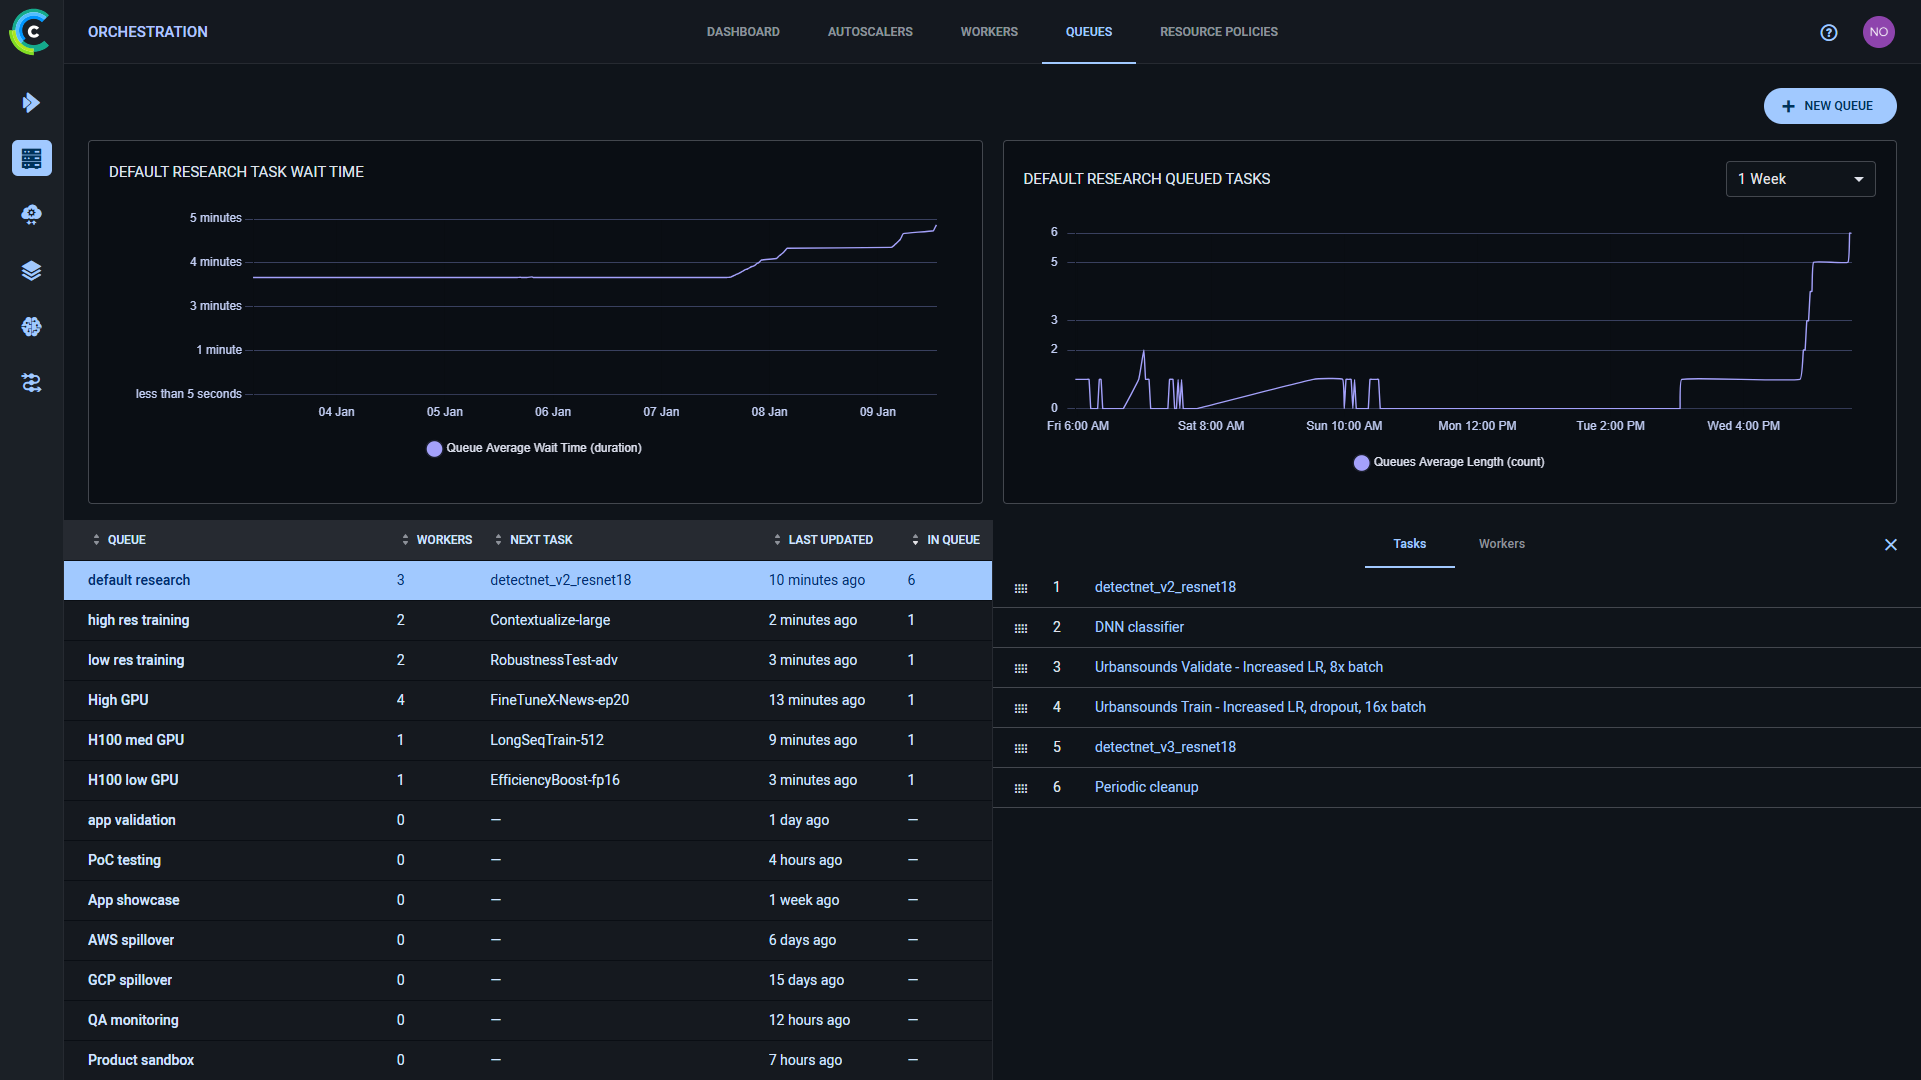 C
ORCHESTRATION
DASHBOARD AUTOSCALERS WORKERS QUEUES RESOURCE POLICIES
? NO
+ NEW QUEUE
DEFAULT RESEARCH TASK WAIT TIME
5 minutes
4 minutes
3 minutes
1 minute
less than 5 seconds
04 Jan 05 Jan 06 Jan 07 Jan 08 Jan 09 Jan
Queue Average Wait Time (duration)
DEFAULT RESEARCH QUEUED TASKS
1 Week
6
5
3
2
0
Fri 6:00 AM Sat 8:00 AM Sun 10:00 AM Mon 12:00 PM Tue 2:00 PM Wed 4:00 PM
Queues Average Length (count)
QUEUE WORKERS NEXT TASK LAST UPDATED IN QUEUE
default research 3 detectnet_v2_resnet18 10 minutes ago 6
high res training 2 Contextualize-large 2 minutes ago 1
low res training 2 RobustnessTest-adv 3 minutes ago 1
High GPU 4 FineTuneX-News-ep20 13 minutes ago 1
H100 med GPU 1 LongSeqTrain-512 9 minutes ago 1
H100 low GPU 1 EfficiencyBoost-fp16 3 minutes ago 1
app validation 0 — 1 day ago —
PoC testing 0 — 4 hours ago —
App showcase 0 — 1 week ago —
AWS spillover 0 — 6 days ago —
GCP spillover 0 — 15 days ago —
QA monitoring 0 — 12 hours ago —
Product sandbox 0 — 7 hours ago —
Tasks Workers
1 detectnet_v2_resnet18
2 DNN classifier
3 Urbansounds Validate - Increased LR, 8x batch
4 Urbansounds Train - Increased LR, dropout, 16x batch
5 detectnet_v3_resnet18
6 Periodic cleanup